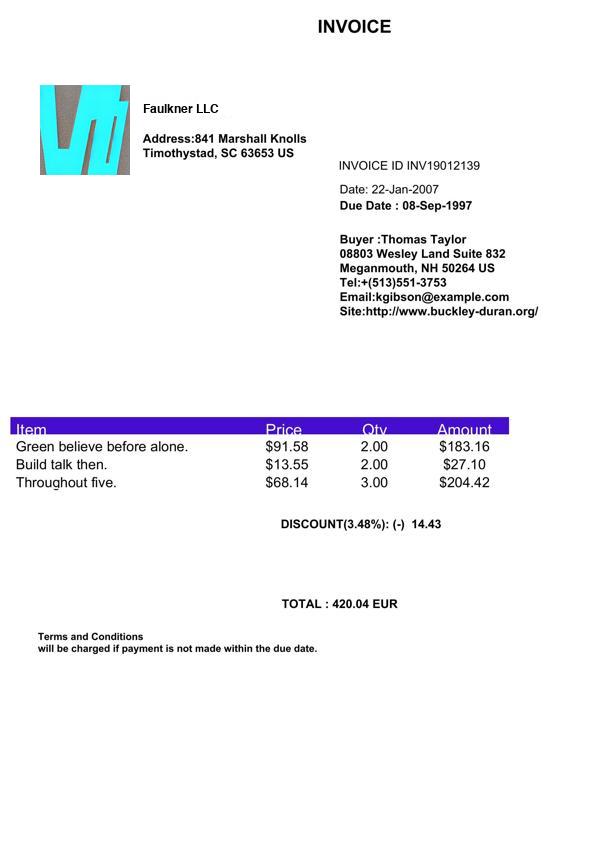 INVOICE
Faulkner LLC
Address:841 Marshall Knolls
Timothystad, SC 63653 US
INVOICE ID INV19012139
Date: 22-Jan-2007
Due Date : 08-Sep-1997
Buyer :Thomas Taylor
08803 Wesley Land Suite 832
Meganmouth, NH 50264 US
Tel:+(513)551-3753
Email:kgibson@example.com
Site:http://www.buckley-duran.org/
Item Price Qty Amount
Green believe before alone. $91.58 2.00 $183.16
Build talk then. $13.55 2.00 $27.10
Throughout five. $68.14 3.00 $204.42
DISCOUNT(3.48%): (-) 14.43
TOTAL : 420.04 EUR
Terms and Conditions
will be charged if payment is not made within the due date.